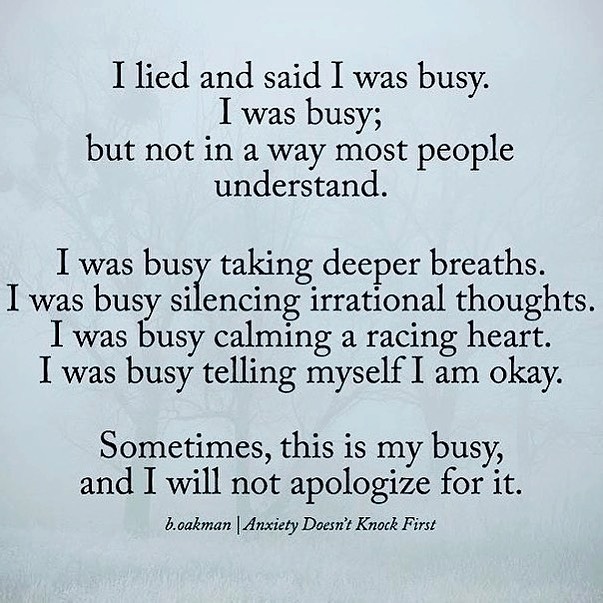 I lied and said I was busy.
I was busy;
but not in a way most people
understand.
I was busy taking deeper breaths.
I was busy silencing irrational thoughts.
I was busy calming a racing heart.
I was busy telling myself I am okay.
Sometimes, this is my busy,
and I will not apologize for it.
b.oakman | Anxiety Doesn't Knock First